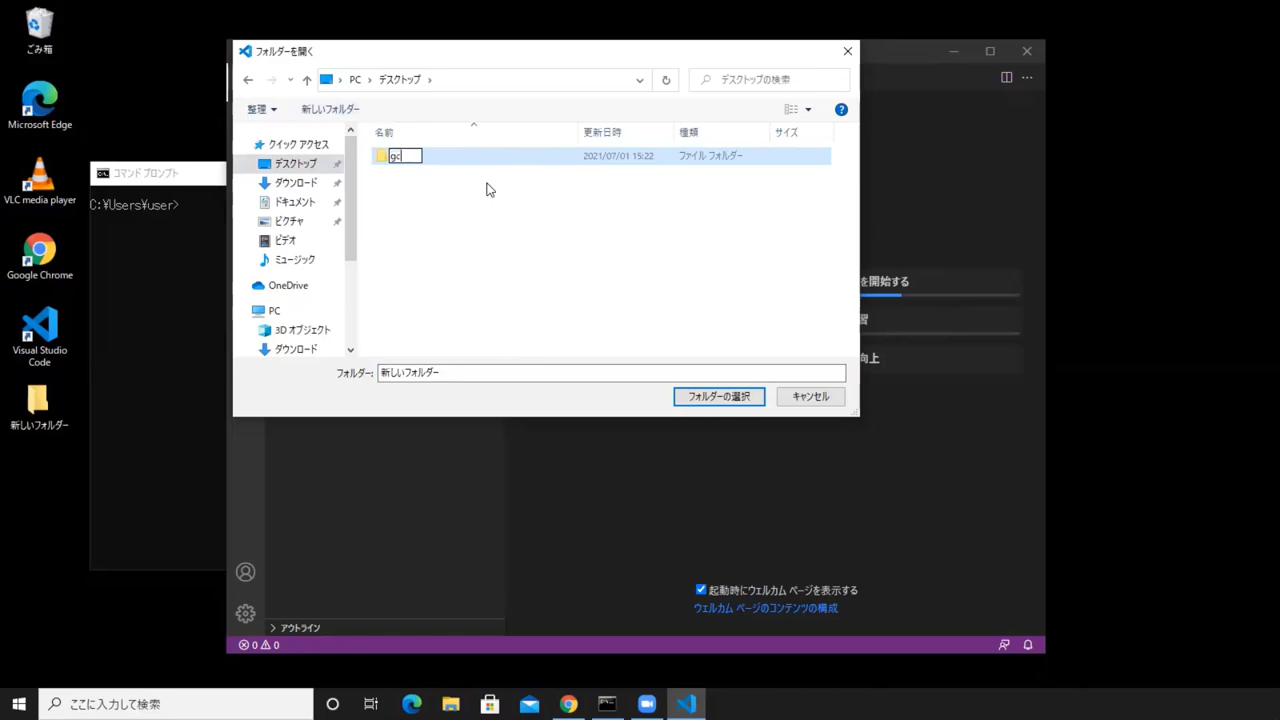 ごみ箱
Microsoft Edge
VLC media player
Google Chrome
Visual Studio
Code
新しいフォルダー
コマンド プロンプト
C:¥Users¥user>
フォルダーを開く
PC
デスクトップ
デスクトップの検索
整理
新しいフォルダー
名前
更新日時
種類
サイズ
gc
2021/07/01 15:22
ファイル フォルダー
クイック アクセス
デスクトップ
ダウンロード
ドキュメント
ピクチャ
ビデオ
ミュージック
OneDrive
PC
3D オブジェクト
ダウンロード
フォルダー:
新しいフォルダー
フォルダーの選択
キャンセル
を開始する
習
向上
起動時にウェルカム ページを表示する
ウェルカム ページのコンテンツの構成
アウトライン
0
0
ここに入力して検索